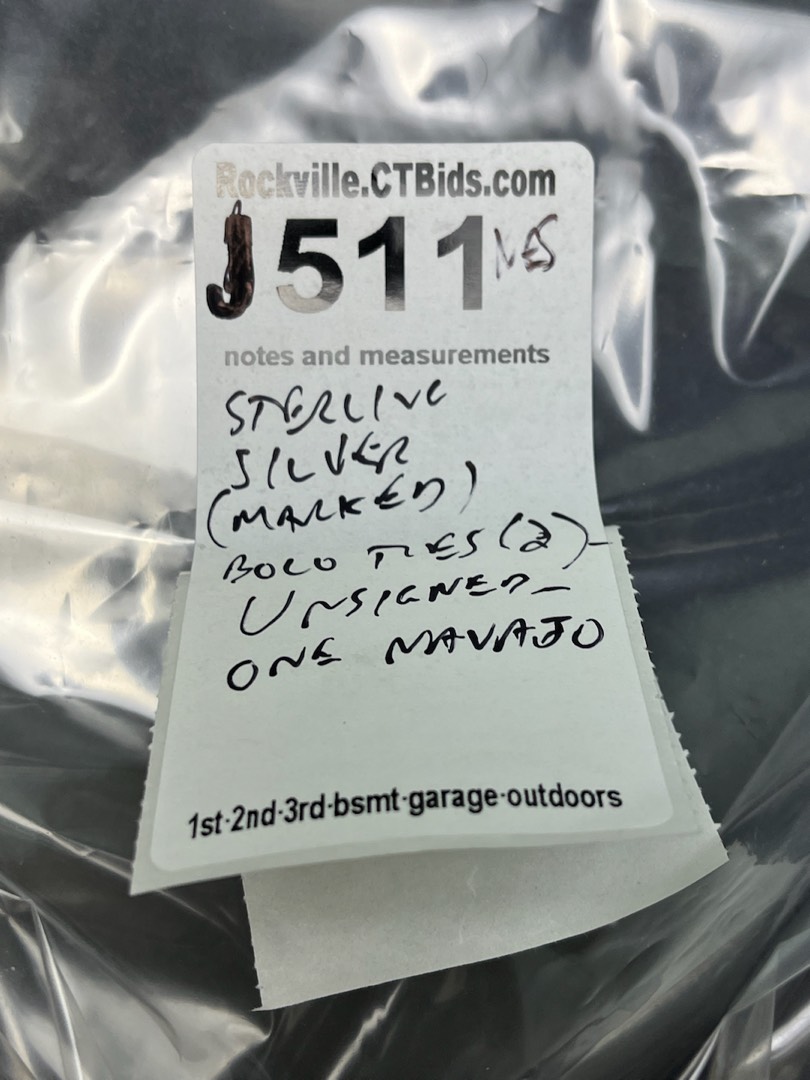 Rockville.CTBids.com
J511 NES
notes and measurements
STERLING
SILVER
(MARKED)
BOLO TIES (2)-
UNSIGNED-
ONE NAVAJO
1st-2nd-3rd-bsmt-garage-outdoors